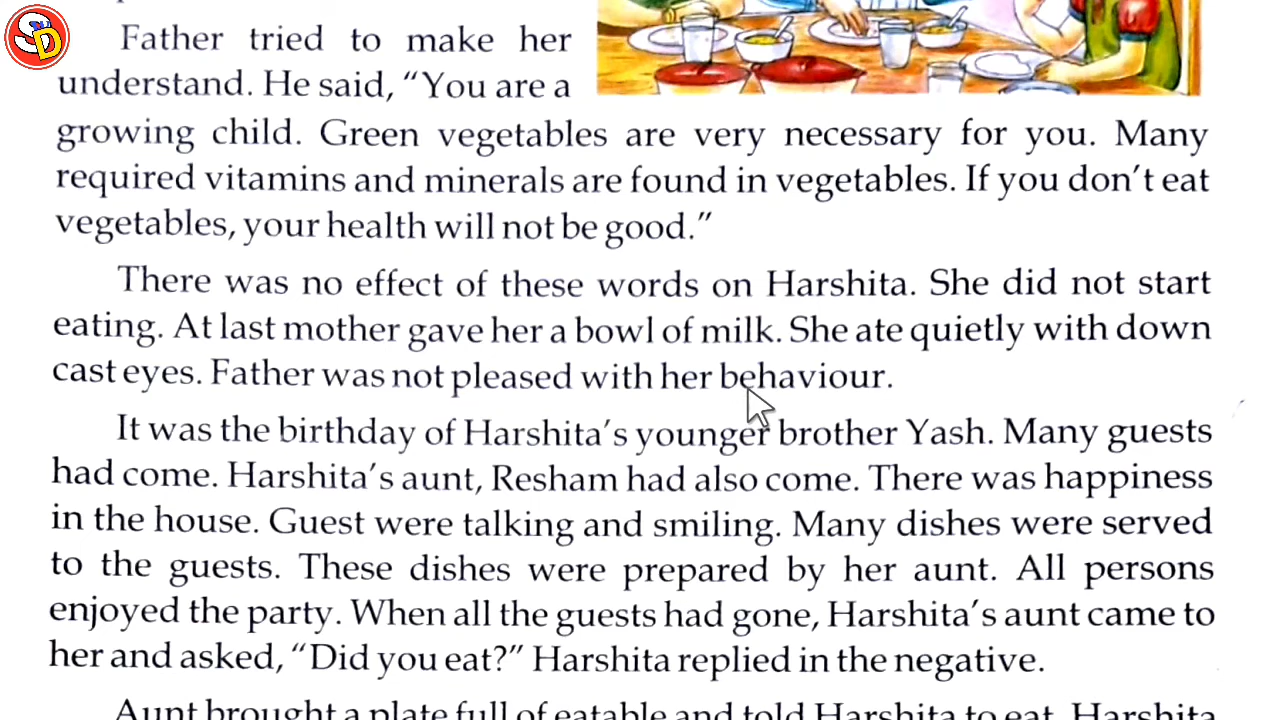 SD
Father tried to make her
understand. He said, “You are a
growing child. Green vegetables are very necessary for you. Many
required vitamins and minerals are found in vegetables. If you don’t eat
vegetables, your health will not be good.”
There was no effect of these words on Harshita. She did not start
eating. At last mother gave her a bowl of milk. She ate quietly with down
cast eyes. Father was not pleased with her behaviour.
It was the birthday of Harshita’s younger brother Yash. Many guests
had come. Harshita’s aunt, Resham had also come. There was happiness
in the house. Guest were talking and smiling. Many dishes were served
to the guests. These dishes were prepared by her aunt. All persons
enjoyed the party. When all the guests had gone, Harshita’s aunt came to
her and asked, “Did you eat?” Harshita replied in the negative.
Aunt brought a plate full of eatable and told Harshita to eat. Harshita